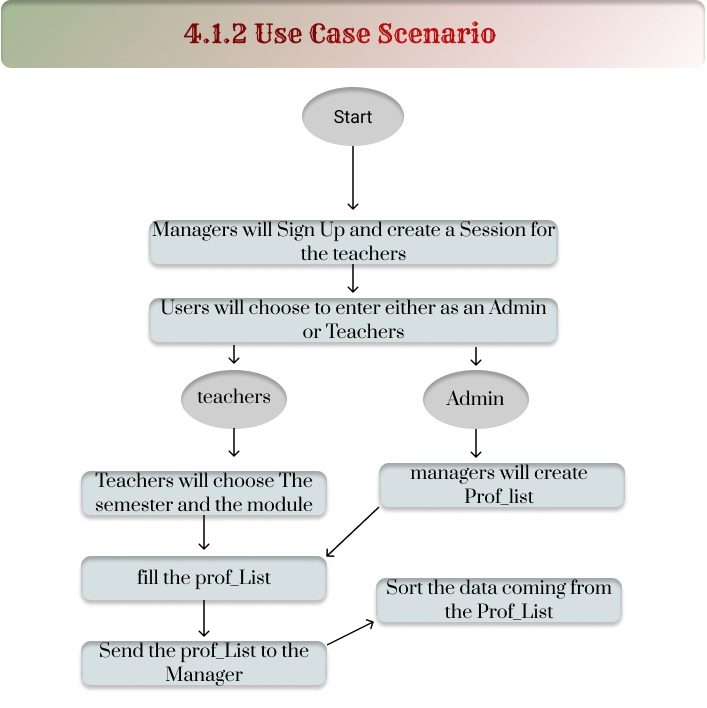 4.1.2 Use Case Scenario
Start
Managers will Sign Up and create a Session for
the teachers
Users will choose to enter either as an Admin
or Teachers
teachers
Admin
Teachers will choose The
semester and the module
managers will create
Prof_list
fill the prof_List
Sort the data coming from
the Prof_List
Send the prof_List to the
Manager